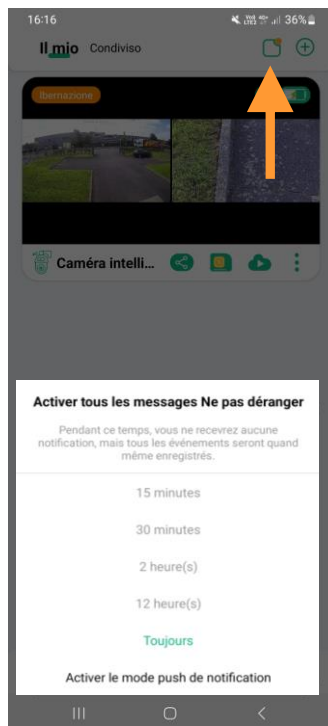 16:16
36%
Il mio Condiviso
Ibernazione
Caméra intelli...
Activer tous les messages Ne pas déranger
Pendant ce temps, vous ne recevrez aucune
notification, mais tous les événements seront quand
même enregistrés.
15 minutes
30 minutes
2 heure(s)
12 heure(s)
Toujours
Activer le mode push de notification